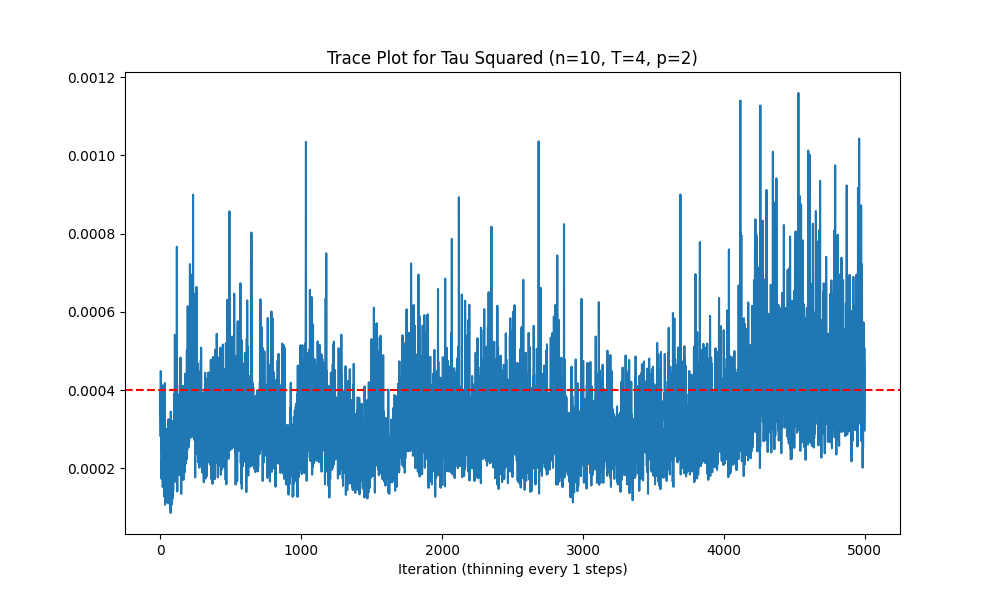 Trace Plot for Tau Squared (n=10, T=4, p=2)
0.0012
0.0010
0.0008
0.0006
0.0004
0.0002
0 1000 2000 3000 4000 5000
Iteration (thinning every 1 steps)